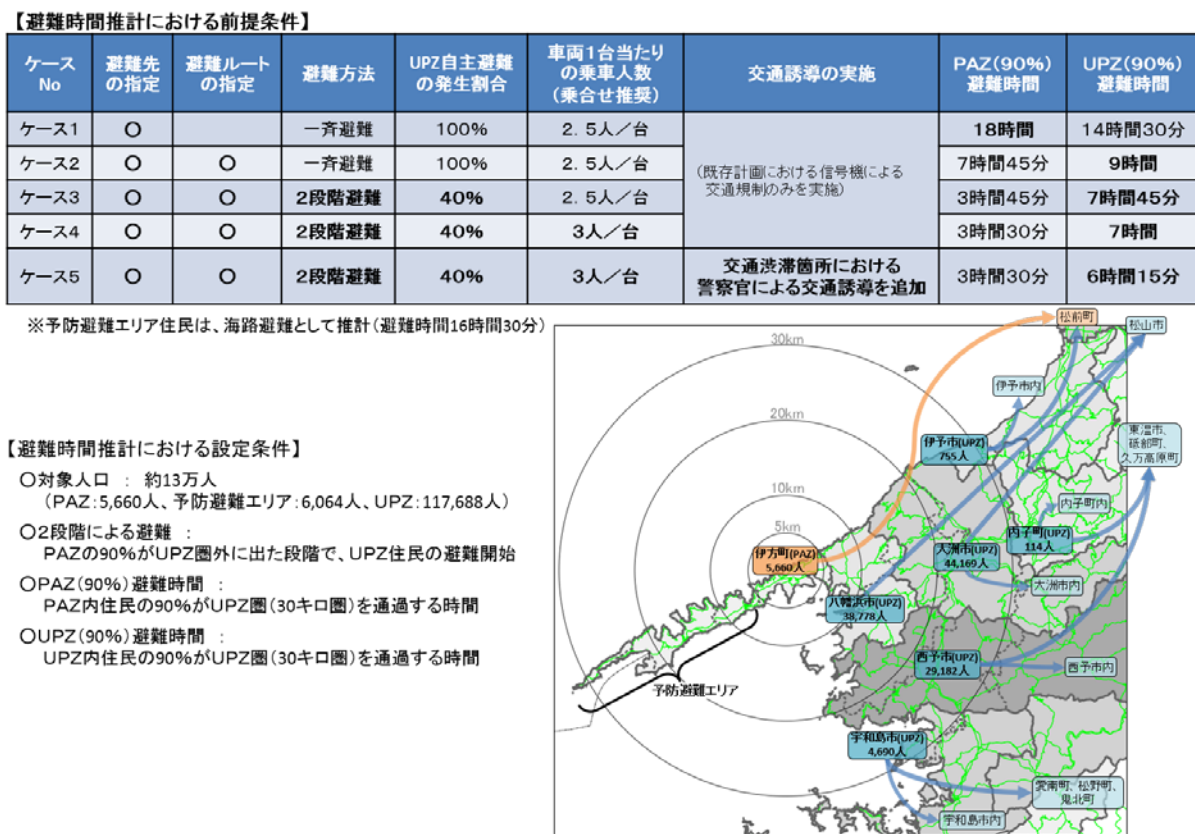 【避難時間推計における前提条件】
ケース
No
避難先
の指定
避難ルート
の指定
避難方法
UPZ自主避難
の発生割合
車両1台当たり
の乗車人数
(乗合せ推奨)
交通誘導の実施
PAZ(90%)
避難時間
UPZ(90%)
避難時間
ケース1 〇 一斉避難 100% 2.5人/台 18時間 14時間30分
ケース2 〇 〇 一斉避難 100% 2.5人/台 7時間45分 9時間
(既存計画における信号機による
交通規制のみを実施)
ケース3 〇 〇 2段階避難 40% 2.5人/台 3時間45分 7時間45分
ケース4 〇 〇 2段階避難 40% 3人/台 3時間30分 7時間
ケース5 〇 〇 2段階避難 40% 3人/台 交通渋滞箇所における
警察官による交通誘導を追加 3時間30分 6時間15分
※予防避難エリア住民は、海路避難として推計(避難時間16時間30分)
【避難時間推計における設定条件】
〇対象人口 : 約13万人
(PAZ:5,660人、予防避難エリア:6,064人、UPZ:117,688人)
〇2段階による避難 :
PAZの90%がUPZ圏外に出た段階で、UPZ住民の避難開始
〇PAZ(90%)避難時間 :
PAZ内住民の90%がUPZ圏(30キロ圏)を通過する時間
〇UPZ(90%)避難時間 :
UPZ内住民の90%がUPZ圏(30キロ圏)を通過する時間
松前町
松山市
30km
伊予市内
20km
東温市、
砥部町、
久万高原町
伊予市(UPZ)
755人
10km
内子町内
5km
内子町(UPZ)
114人
伊方町(PAZ)
5,660人
大洲市(UPZ)
44,169人
大洲市内
八幡浜市(UPZ)
38,778人
西予市(UPZ)
29,182人
西予市内
予防避難エリア
宇和島市(UPZ)
4,690人
愛南町、松野町、
鬼北町
宇和島市内